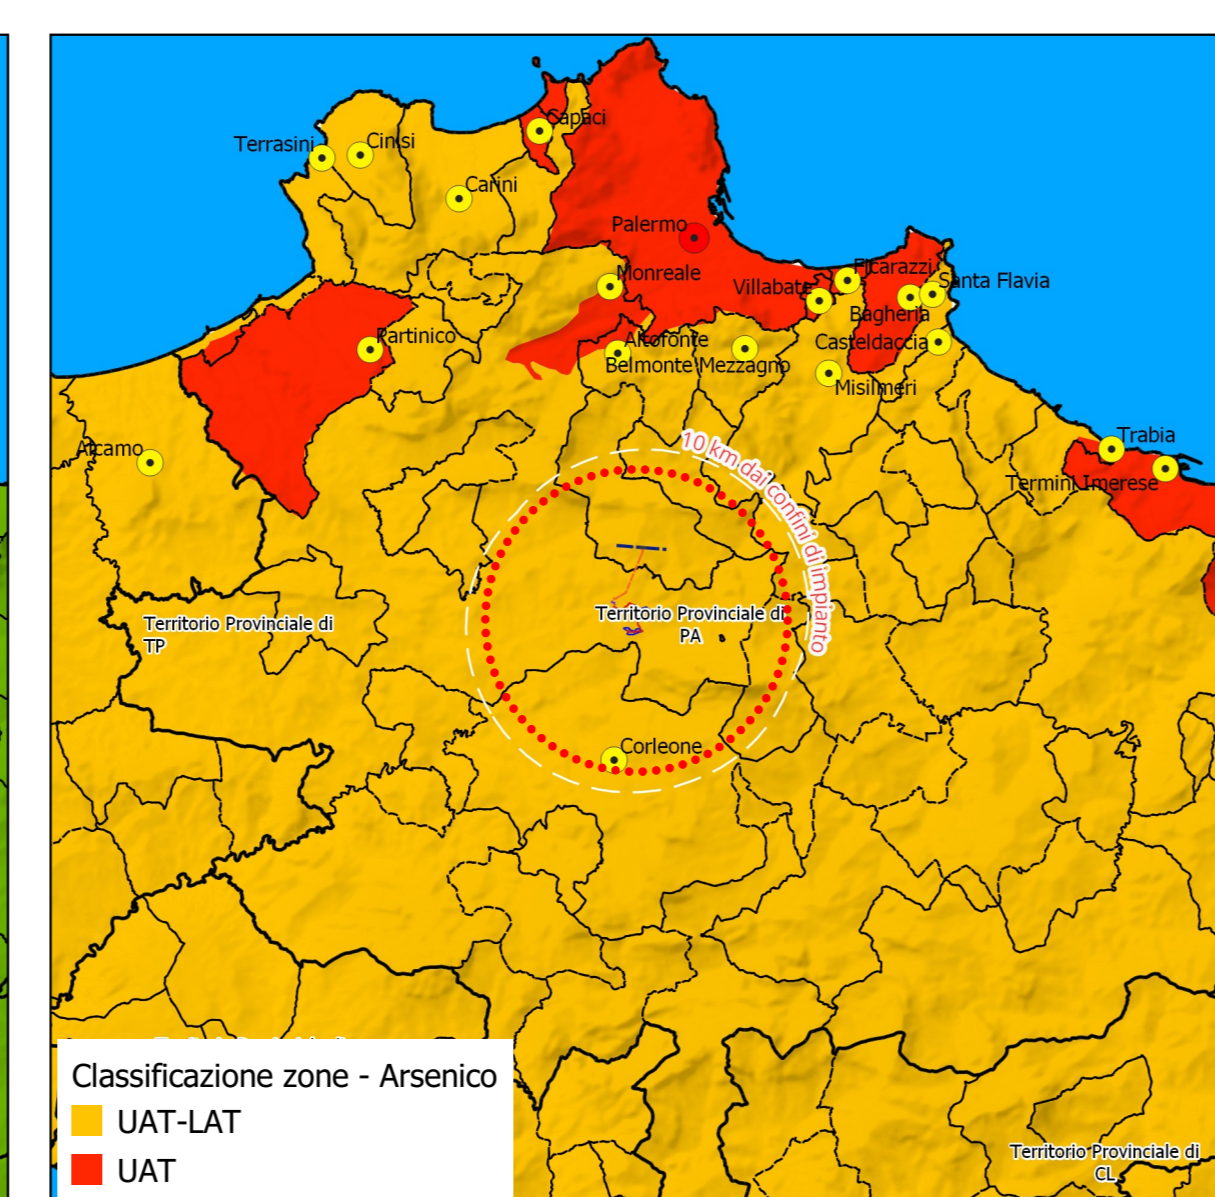 Capaci
Terrasini
Cinisi
Carini
Palermo
Monreale
Ficarazzi
Villabate
Santa Flavia
Bagheria
Partinico
Altofonte
Casteldaccia
Belmonte Mezzagno
Misilmeri
Alcamo
Trabia
Termini Imerese
10 km dai confini di impianto
Territorio Provinciale di
PA
Territorio Provinciale di
TP
Corleone
Classificazione zone - Arsenico
UAT-LAT
UAT
Territorio Provinciale di
CL